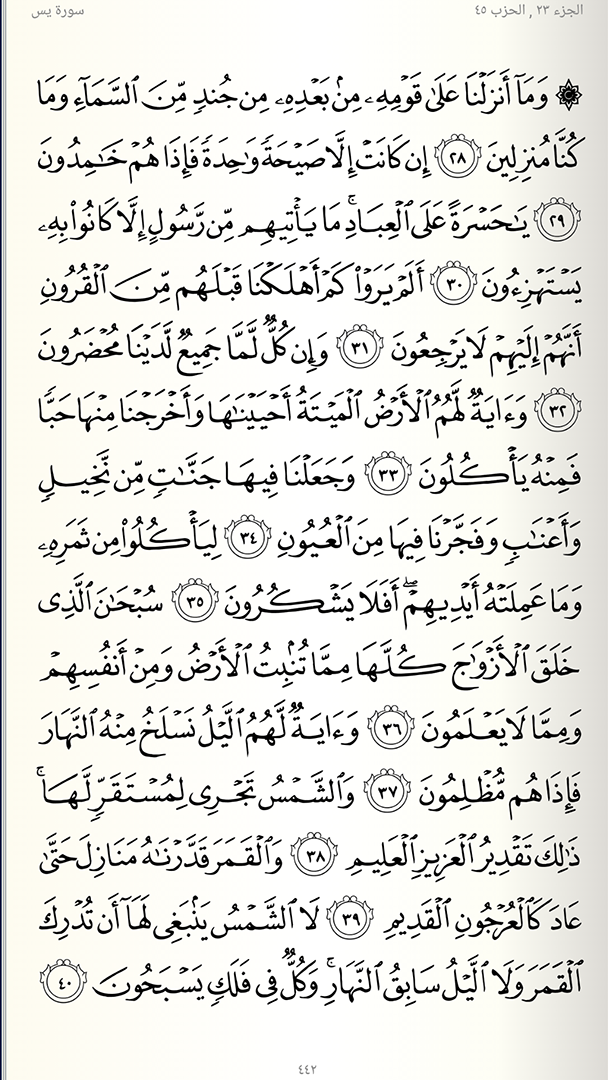 الجزء ٢٣ , الحزب ٤٥
سورة يس
۞ وَمَآ أَنزَلۡنَا عَلَىٰ قَوۡمِهِۦ مِنۢ بَعۡدِهِۦ مِن جُندٖ مِّنَ ٱلسَّمَآءِ وَمَا
كُنَّا مُنزِلِينَ ٢٨ إِن كَانَتۡ إِلَّا صَيۡحَةٗ وَٰحِدَةٗ فَإِذَا هُمۡ خَٰمِدُونَ
٢٩ يَٰحَسۡرَةً عَلَى ٱلۡعِبَادِۚ مَا يَأۡتِيهِم مِّن رَّسُولٍ إِلَّا كَانُواْ بِهِۦ
يَسۡتَهۡزِءُونَ ٣٠ أَلَمۡ يَرَوۡاْ كَمۡ أَهۡلَكۡنَا قَبۡلَهُم مِّنَ ٱلۡقُرُونِ
أَنَّهُمۡ إِلَيۡهِمۡ لَا يَرۡجِعُونَ ٣١ وَإِن كُلّٞ لَّمَّا جَمِيعٞ لَّدَيۡنَا مُحۡضَرُونَ
٣٢ وَءَايَةٞ لَّهُمُ ٱلۡأَرۡضُ ٱلۡمَيۡتَةُ أَحۡيَيۡنَٰهَا وَأَخۡرَجۡنَا مِنۡهَا حَبّٗا
فَمِنۡهُ يَأۡكُلُونَ ٣٣ وَجَعَلۡنَا فِيهَا جَنَّٰتٖ مِّن نَّخِيلٖ
وَأَعۡنَٰبٖ وَفَجَّرۡنَا فِيهَا مِنَ ٱلۡعُيُونِ ٣٤ لِيَأۡكُلُواْ مِن ثَمَرِهِۦ
وَمَا عَمِلَتۡهُ أَيۡدِيهِمۡۚ أَفَلَا يَشۡكُرُونَ ٣٥ سُبۡحَٰنَ ٱلَّذِي
خَلَقَ ٱلۡأَزۡوَٰجَ كُلَّهَا مِمَّا تُنۢبِتُ ٱلۡأَرۡضُ وَمِنۡ أَنفُسِهِمۡ
وَمِمَّا لَا يَعۡلَمُونَ ٣٦ وَءَايَةٞ لَّهُمُ ٱلَّيۡلُ نَسۡلَخُ مِنۡهُ ٱلنَّهَارَ
فَإِذَا هُم مُّظۡلِمُونَ ٣٧ وَٱلشَّمۡسُ تَجۡرِي لِمُسۡتَقَرّٖ لَّهَاۚ
ذَٰلِكَ تَقۡدِيرُ ٱلۡعَزِيزِ ٱلۡعَلِيمِ ٣٨ وَٱلۡقَمَرَ قَدَّرۡنَٰهُ مَنَازِلَ حَتَّىٰ
عَادَ كَٱلۡعُرۡجُونِ ٱلۡقَدِيمِ ٣٩ لَا ٱلشَّمۡسُ يَنۢبَغِي لَهَآ أَن تُدۡرِكَ
ٱلۡقَمَرَ وَلَا ٱلَّيۡلُ سَابِقُ ٱلنَّهَارِۚ وَكُلّٞ فِي فَلَكٖ يَسۡبَحُونَ ٤٠
٤٤٢